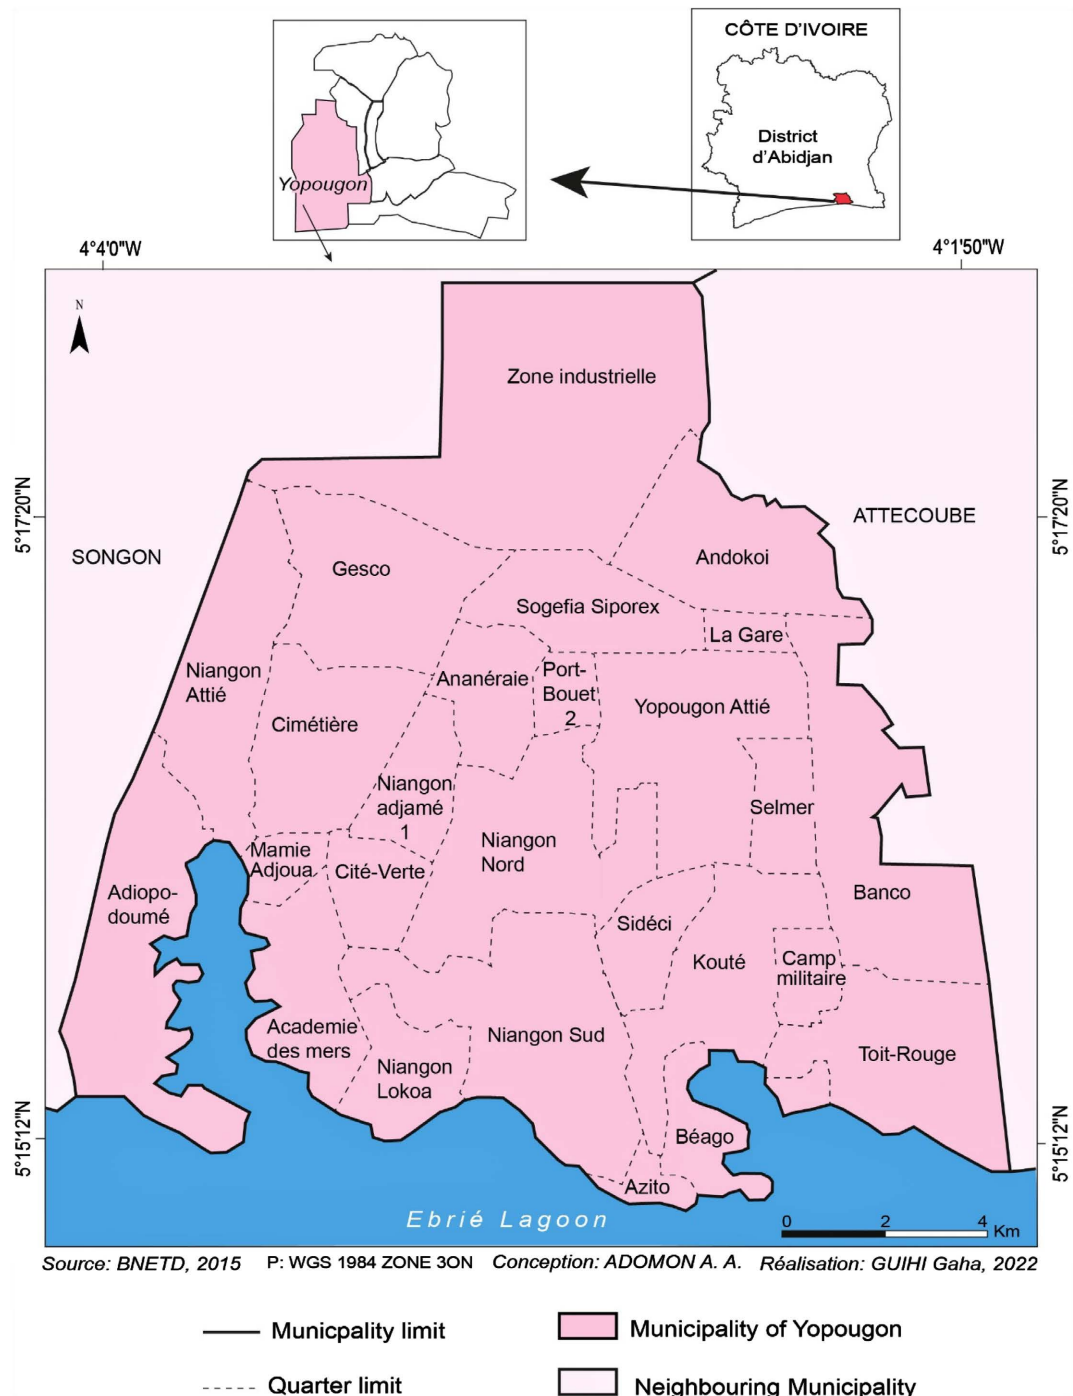 CÔTE D'IVOIRE
District
d'Abidjan
Yopougon
4°4'0"W
4°1'50"W
N
Zone industrielle
5°17'20"N
5°17'20"N
ATTECOUBE
SONGON
Gesco
Andokoi
Sogefia Siporex
La Gare
Niangon
Attié
Ananéraie
Port-
Bouet
2
Yopougon Attié
Cimétière
Niangon
adjamé
1
Selmer
Niangon
Nord
Mamie
Adjoua
Cité-Verte
Adiopo-
doumé
Banco
Sidéci
Kouté
Camp
militaire
Academie
des mers
Niangon Sud
Toit-Rouge
Niangon
Lokoa
5°15'12"N
5°15'12"N
Béago
Azito
Ebrié Lagoon
0 2 4 Km
Source: BNETD, 2015 P: WGS 1984 ZONE 3ON Conception: ADOMON A. A. Réalisation: GUIHI Gaha, 2022
Municpality limit
Municipality of Yopougon
Quarter limit
Neighbouring Municipality